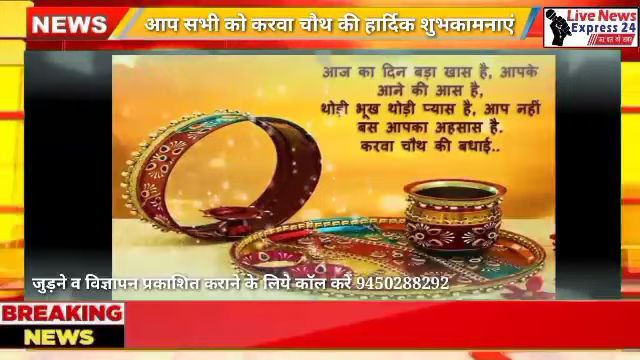 NEWS
आप सभी को करवा चौथ की हार्दिक शुभकामनाएं
Live News
Express 24
आज का दिन बड़ा खास है, आपके
आने की आस है,
थोड़ी भूख थोड़ी प्यास है, आप नहीं
बस आपका अहसास है.
करवा चौथ की बधाई..
जुड़ने व विज्ञापन प्रकाशित कराने के लिये कॉल करें 9450288292
BREAKING
NEWS